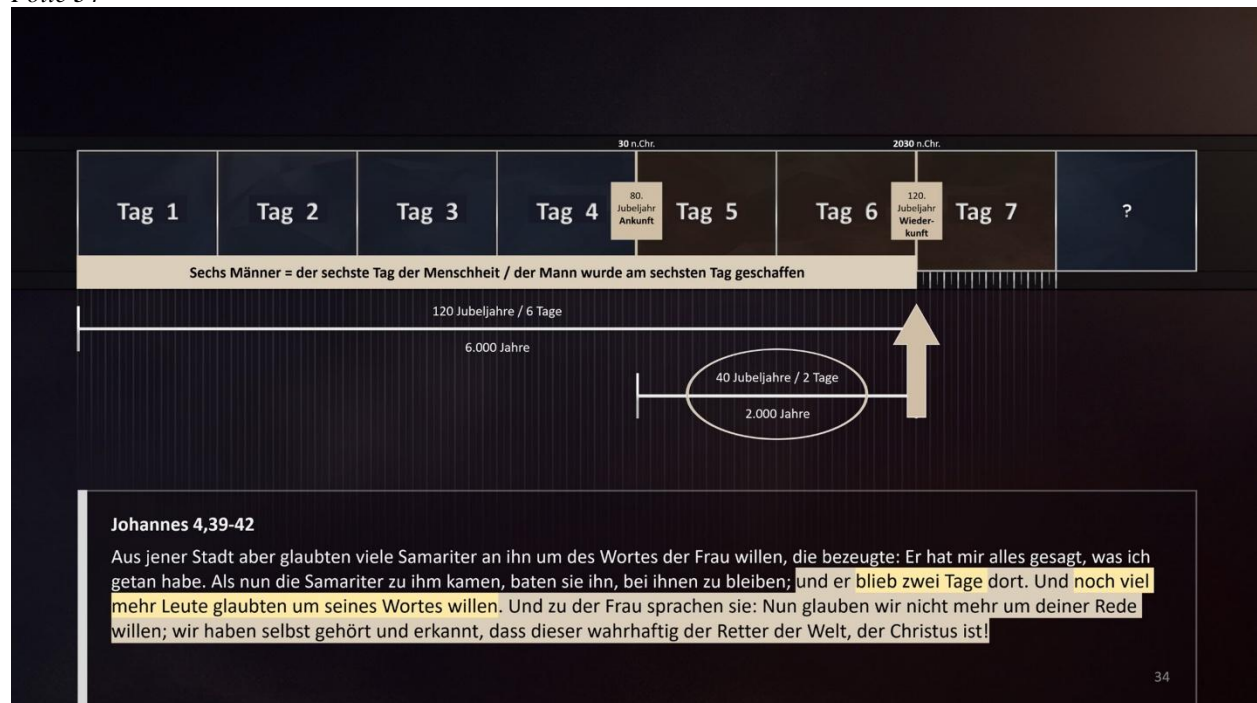 30 n.Chr.
2030 n.Chr.
Tag 1
Tag 2
Tag 3
Tag 4
80.
Jubeljahr
Ankunft
Tag 5
Tag 6
120.
Jubeljahr
Wieder-
kunft
Tag 7
?
Sechs Männer = der sechste Tag der Menschheit / der Mann wurde am sechsten Tag geschaffen
120 Jubeljahre / 6 Tage
6.000 Jahre
40 Jubeljahre / 2 Tage
2.000 Jahre
Johannes 4,39-42
Aus jener Stadt aber glaubten viele Samariter an ihn um des Wortes der Frau willen, die bezeugte: Er hat mir alles gesagt, was ich
getan habe. Als nun die Samariter zu ihm kamen, baten sie ihn, bei ihnen zu bleiben; und er blieb zwei Tage dort. Und noch viel
mehr Leute glaubten um seines Wortes willen. Und zu der Frau sprachen sie: Nun glauben wir nicht mehr um deiner Rede
willen; wir haben selbst gehört und erkannt, dass dieser wahrhaftig der Retter der Welt, der Christus ist!
34